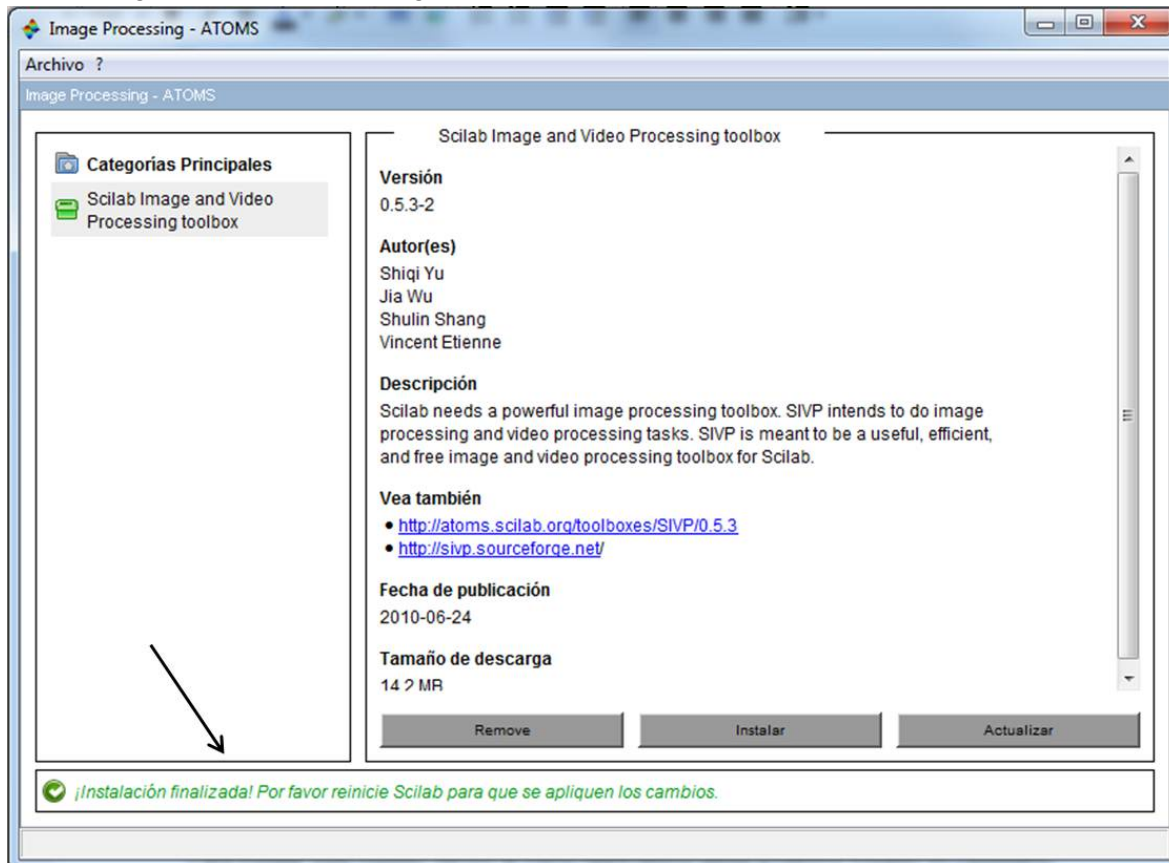 Image Processing - ATOMS
Archivo ?
Image Processing - ATOMS
Categorías Principales
Scilab Image and Video
Processing toolbox
Scilab Image and Video Processing toolbox
Versión
0.5.3-2
Autor(es)
Shiqi Yu
Jia Wu
Shulin Shang
Vincent Etienne
Descripción
Scilab needs a powerful image processing toolbox. SIVP intends to do image
processing and video processing tasks. SIVP is meant to be a useful, efficient,
and free image and video processing toolbox for Scilab.
Vea también
• http://atoms.scilab.org/toolboxes/SIVP/0.5.3
• http://sivp.sourceforge.net/
Fecha de publicación
2010-06-24
Tamaño de descarga
14.2 MB
Remove
Instalar
Actualizar
¡Instalación finalizada! Por favor reinicie Scilab para que se apliquen los cambios.